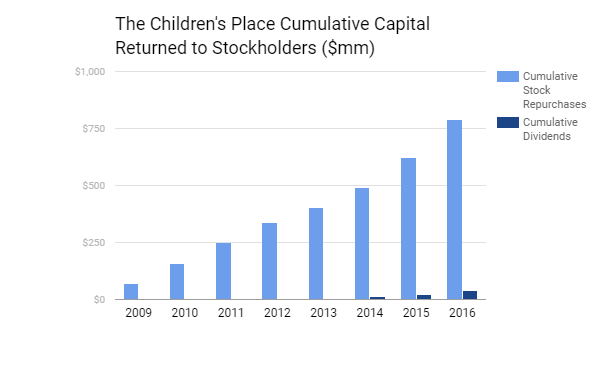 The Children's Place Cumulative Capital
Returned to Stockholders ($mm)
$1,000
$750
$500
$250
$0
2009 2010 2011 2012 2013 2014 2015 2016
Cumulative
Stock
Repurchases
Cumulative
Dividends